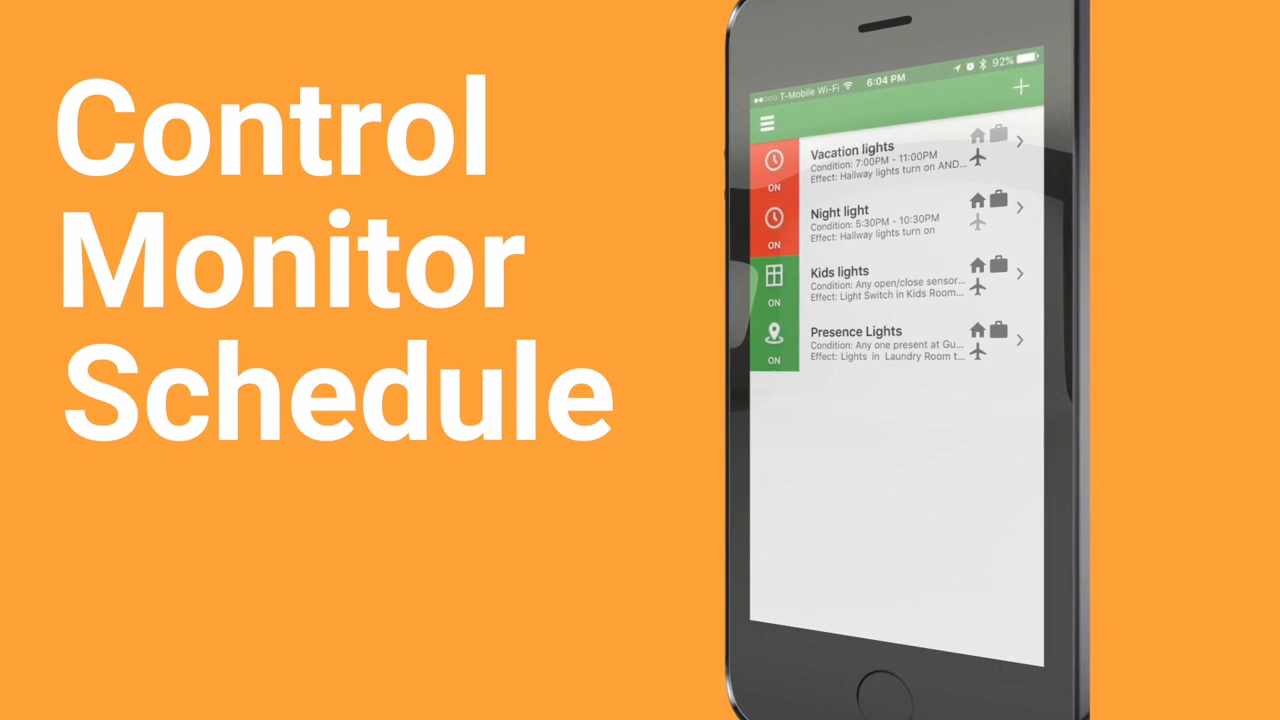 Control
Monitor
Schedule
T-Mobile Wi-Fi 6:04 PM 92%
Vacation lights
Condition: 7:00PM - 11:00PM
Effect: Hallway lights turn on AND...
ON
Night light
Condition: 5:30PM - 10:30PM
Effect: Hallway lights turn on
ON
Kids lights
Condition: Any open/close sensor...
Effect: Light Switch in Kids Room...
ON
Presence Lights
Condition: Any one present at Gu...
Effect: Lights in Laundry Room t...
ON